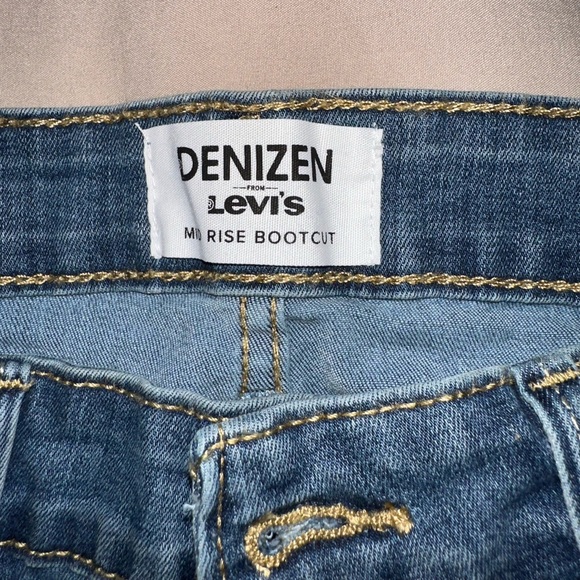 DENIZEN
FROM
Levi's
MID RISE BOOTCUT